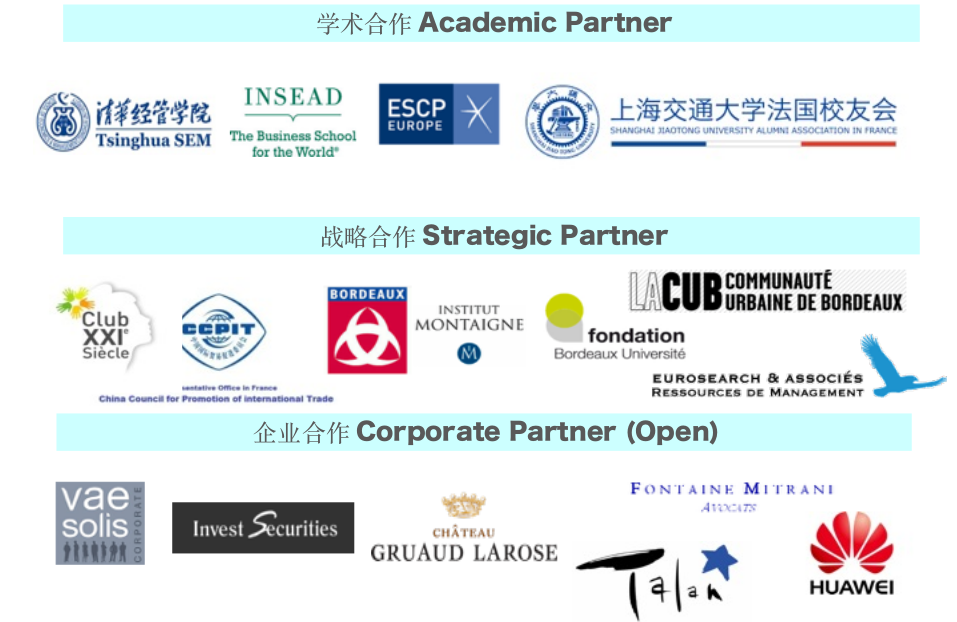 学术合作 Academic Partner
清华经管学院
Tsinghua SEM
INSEAD
The Business School
for the World®
ESCP
EUROPE
上海交通大学法国校友会
SHANGHAI JIAOTONG UNIVERSITY ALUMNI ASSOCIATION IN FRANCE
战略合作 Strategic Partner
Club
XXIe
Siècle
CCPIT
sentative Office in France
China Council for Promotion of international Trade
BORDEAUX
INSTITUT
MONTAIGNE
M
fondation
Bordeaux Université
LACUB COMMUNAUTÉ
URBAINE DE BORDEAUX
EUROSEARCH & ASSOCIÉS
RESSOURCES DE MANAGEMENT
企业合作 Corporate Partner (Open)
vae
solis
CORPORATE
Invest Securities
CHÂTEAU
GRUAUD LAROSE
FONTAINE MITRANI
AVOCATS
Talan
HUAWEI